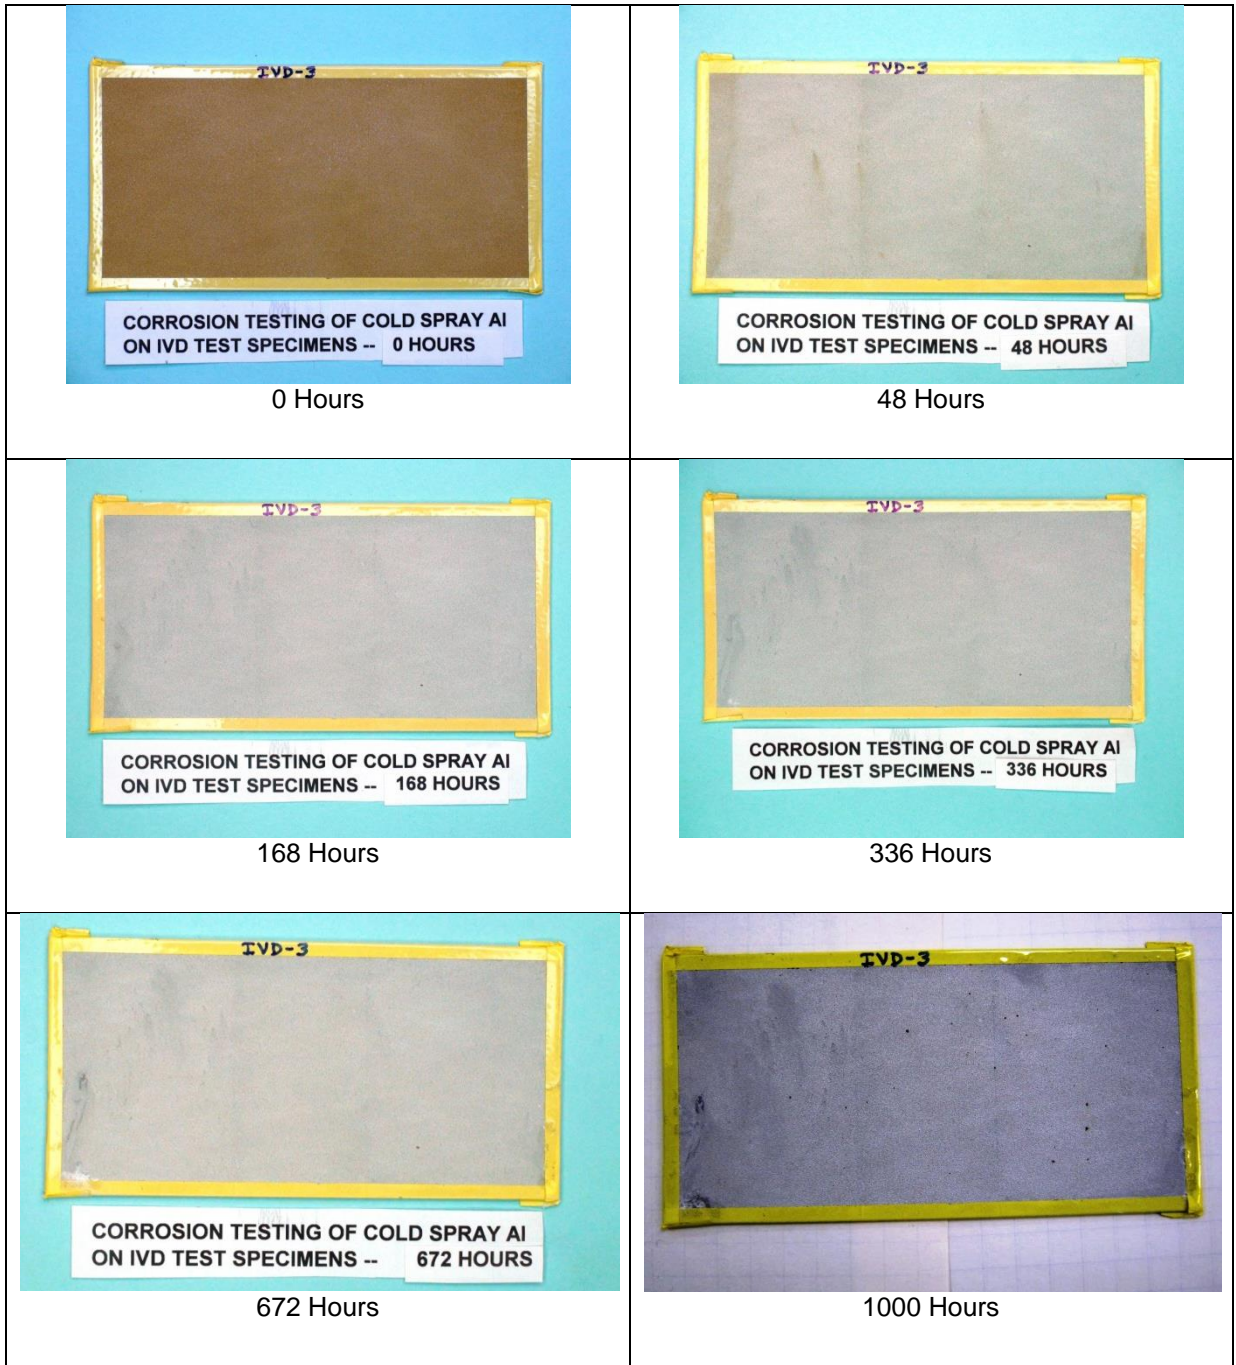 IVD-3
CORROSION TESTING OF COLD SPRAY Al
ON IVD TEST SPECIMENS -- 0 HOURS
0 Hours
IVD-3
CORROSION TESTING OF COLD SPRAY Al
ON IVD TEST SPECIMENS -- 48 HOURS
48 Hours
IVD-3
CORROSION TESTING OF COLD SPRAY Al
ON IVD TEST SPECIMENS -- 168 HOURS
168 Hours
IVD-3
CORROSION TESTING OF COLD SPRAY Al
ON IVD TEST SPECIMENS -- 336 HOURS
336 Hours
IVD-3
CORROSION TESTING OF COLD SPRAY Al
ON IVD TEST SPECIMENS -- 672 HOURS
672 Hours
IVD-3
1000 Hours